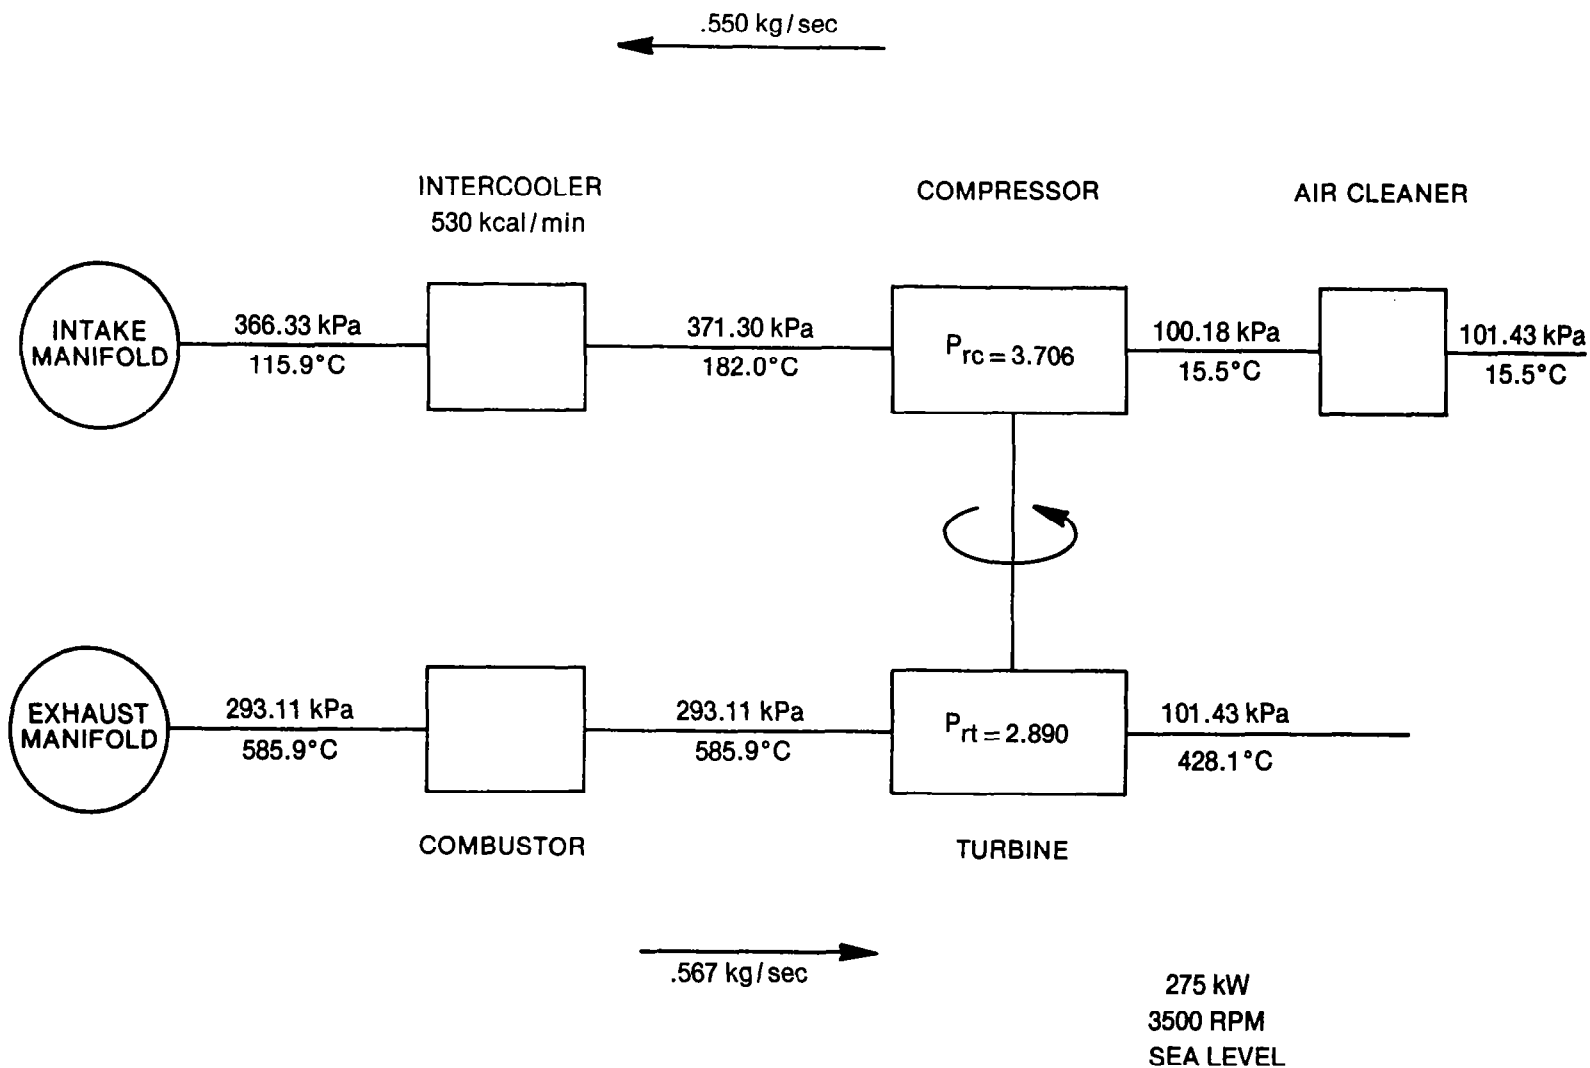 .550 kg/sec
INTERCOOLER
530 kcal/min
COMPRESSOR
AIR CLEANER
INTAKE
MANIFOLD
366.33 kPa
115.9°C
371.30 kPa
182.0°C
Prc = 3.706
100.18 kPa
15.5°C
101.43 kPa
15.5°C
EXHAUST
MANIFOLD
293.11 kPa
585.9°C
293.11 kPa
585.9°C
Prt = 2.890
101.43 kPa
428.1°C
COMBUSTOR
TURBINE
.567 kg/sec
275 kW
3500 RPM
SEA LEVEL